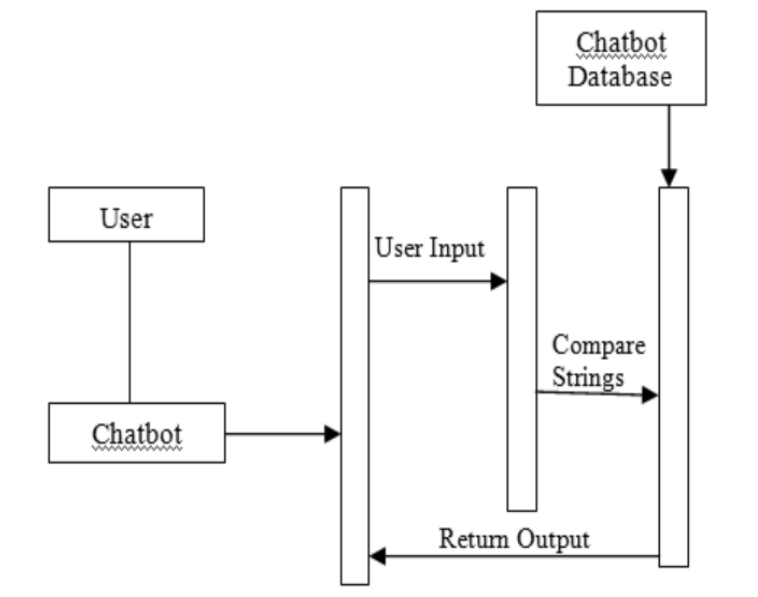 Chatbot
Database
User
User Input
Compare
Strings
Chatbot
Return Output